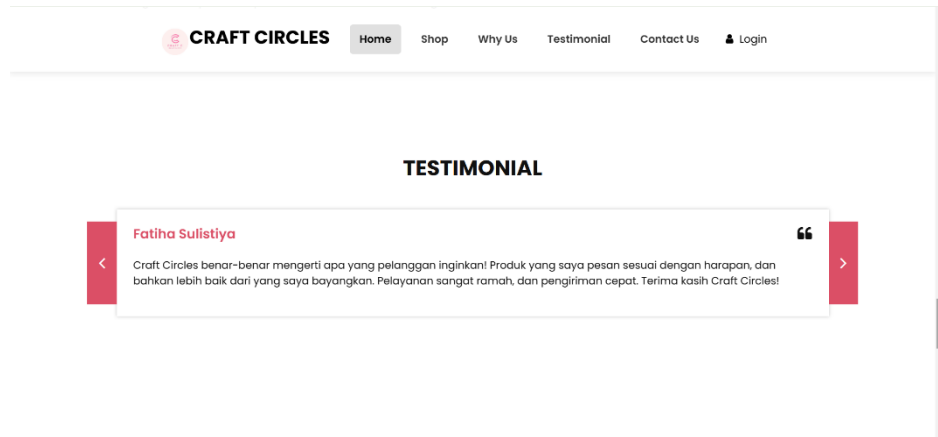 CRAFT CIRCLES Home Shop Why Us Testimonial Contact Us Login
TESTIMONIAL
Fatiha Sulistiya
Craft Circles benar-benar mengerti apa yang pelanggan inginkan! Produk yang saya pesan sesuai dengan harapan, dan
bahkan lebih baik dari yang saya bayangkan. Pelayanan sangat ramah, dan pengiriman cepat. Terima kasih Craft Circles!